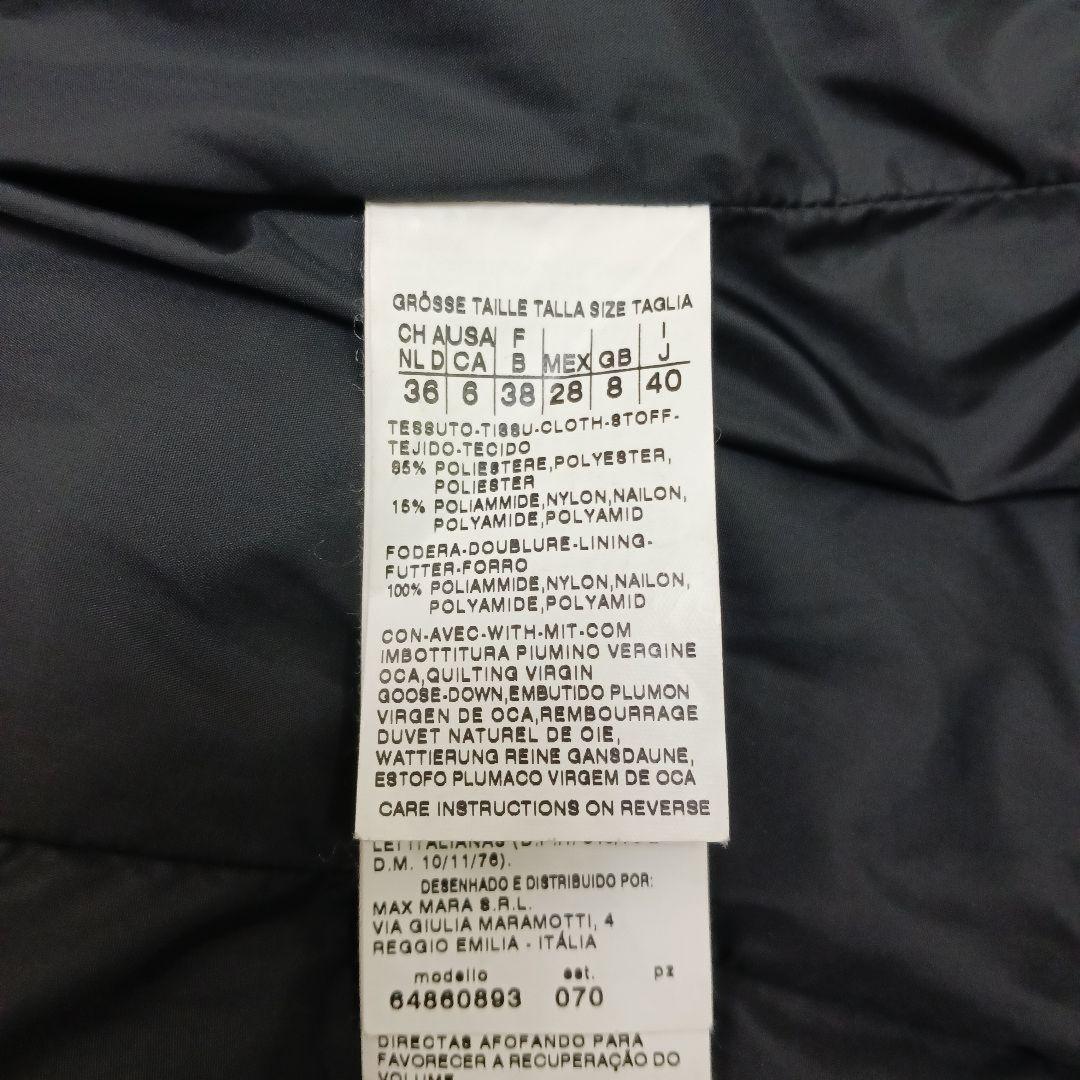 GRÖSSE TAILLE TALLA SIZE TAGLIA
CH A USA F I
NL D CA B MEX GB J
36 6 38 28 8 40
TESSUTO-TISSU-CLOTH-STOFF-
TEJIDO-TECIDO
85% POLIESTERE,POLYESTER,
POLIESTER
15% POLIAMMIDE,NYLON,NAILON,
POLYAMIDE,POLYAMID
FODERA-DOUBLURE-LINING-
FUTTER-FORRO
100% POLIAMMIDE,NYLON,NAILON,
POLYAMIDE,POLYAMID
CON-AVEC-WITH-MIT-COM
IMBOTTITURA PIUMINO VERGINE
OCA,QUILTING VIRGIN
GOOSE-DOWN,EMBUTIDO PLUMON
VIRGEN DE OCA,REMBOURRAGE
DUVET NATUREL DE OIE,
WATTIERUNG REINE GANSDAUNE,
ESTOFO PLUMACO VIRGEM DE OCA
CARE INSTRUCTIONS ON REVERSE
D.M. 10/11/76).
DESENHADO E DISTRIBUIDO POR:
MAX MARA S.R.L.
VIA GIULIA MARAMOTTI, 4
REGGIO EMILIA - ITÁLIA
modello est. pz
64860893 070
DIRECTAS AFOFANDO PARA
FAVORECER A RECUPERAÇÃO DO
VOLUME